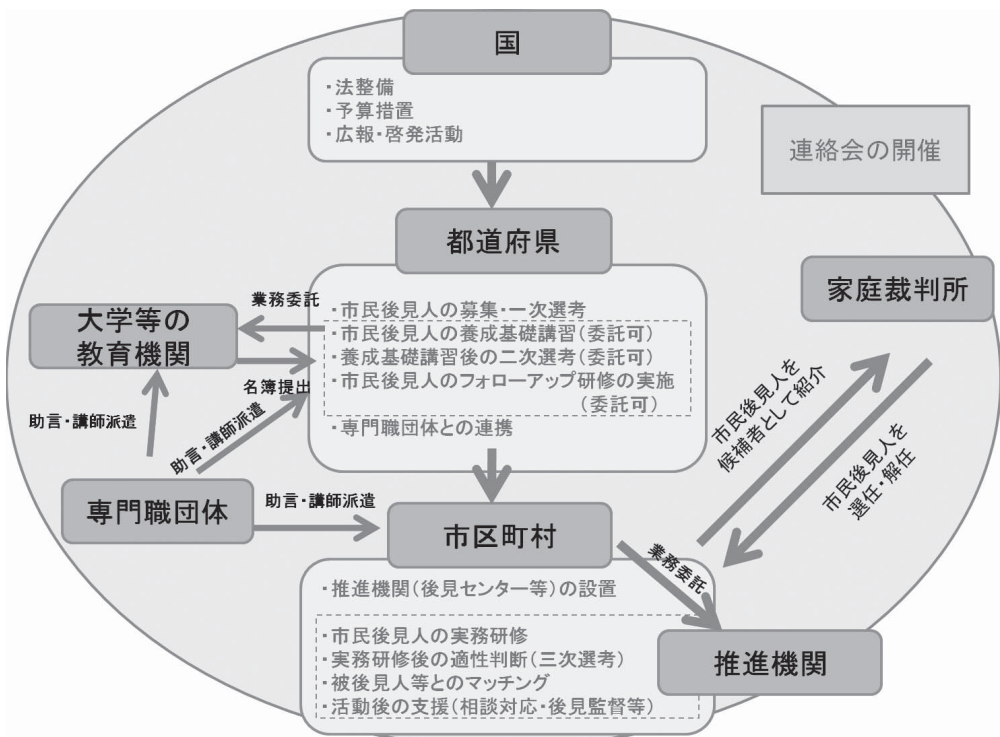 国
・法整備
・予算措置
・広報・啓発活動
連絡会の開催
都道府県
・市民後見人の募集・一次選考
・市民後見人の養成基礎講習(委託可)
・養成基礎講習後の二次選考(委託可)
・市民後見人のフォローアップ研修の実施
(委託可)
・専門職団体との連携
業務委託
大学等の
教育機関
名簿提出
助言・講師派遣
助言・講師派遣
専門職団体
助言・講師派遣
家庭裁判所
市民後見人を
候補者として紹介
市民後見人を
選任・解任
市区町村
業務委託
・推進機関(後見センター等)の設置
・市民後見人の実務研修
・実務研修後の適性判断(三次選考)
・被後見人等とのマッチング
・活動後の支援(相談対応・後見監督等)
推進機関